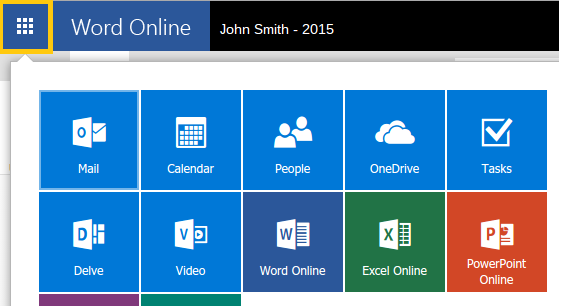 Word Online
John Smith - 2015
Mail
Calendar
People
OneDrive
Tasks
Delve
Video
Word Online
Excel Online
PowerPoint
Online